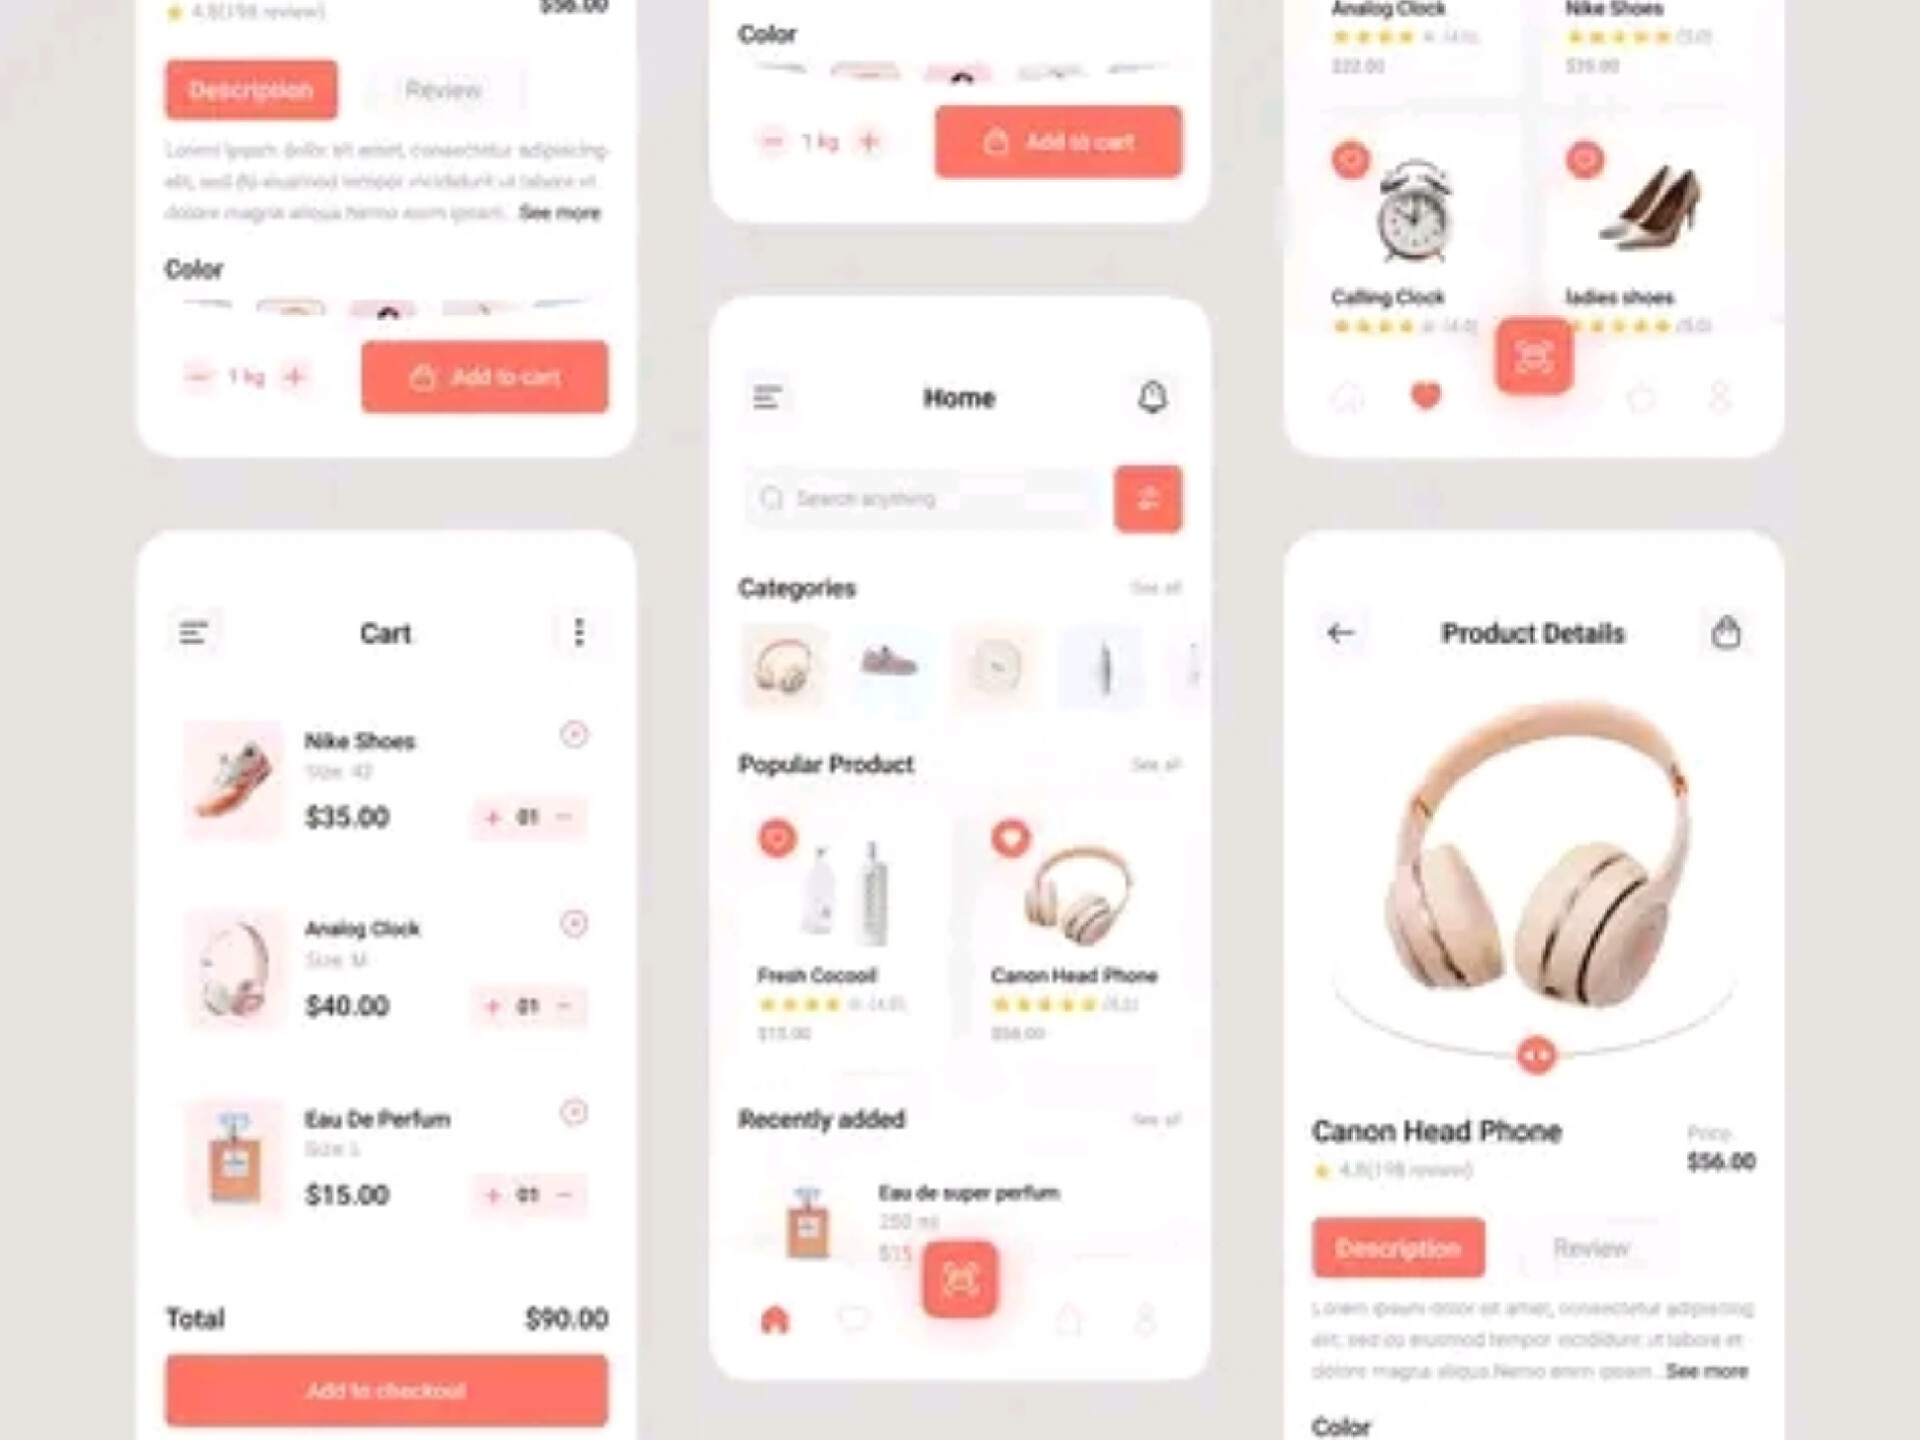 4.8(198 review)
$56.00
Description
Review
Lorem ipsum dolor sit amet, consectetur adipiscing
elit, sed do eiusmod tempor incididunt ut labore et
dolore magna aliqua.Nemo enim ipsam... See more
Color
1 kg
Add to cart
Cart
Nike Shoes
Size: 42
$35.00
+ 01 -
Analog Clock
Size: M
$40.00
+ 01 -
Eau De Perfum
Size: L
$15.00
+ 01 -
Total
$90.00
Add to checkout
Color
1 kg
Add to cart
Home
Search anything
Categories
See all
Popular Product
See all
Fresh Cocooil
(4.0)
$15.00
Canon Head Phone
(5.0)
$56.00
Recently added
See all
Eau de super perfum
250 ml
$15
Analog Clock
(4.0)
$22.00
Nike Shoes
(5.0)
$35.00
Calling Clock
(4.0)
ladies shoes
(5.0)
Product Details
Canon Head Phone
Price
4.8(198 review)
$56.00
Description
Review
Lorem ipsum dolor sit amet, consectetur adipiscing
elit, sed do eiusmod tempor incididunt ut labore et
dolore magna aliqua.Nemo enim ipsam... See more
Color